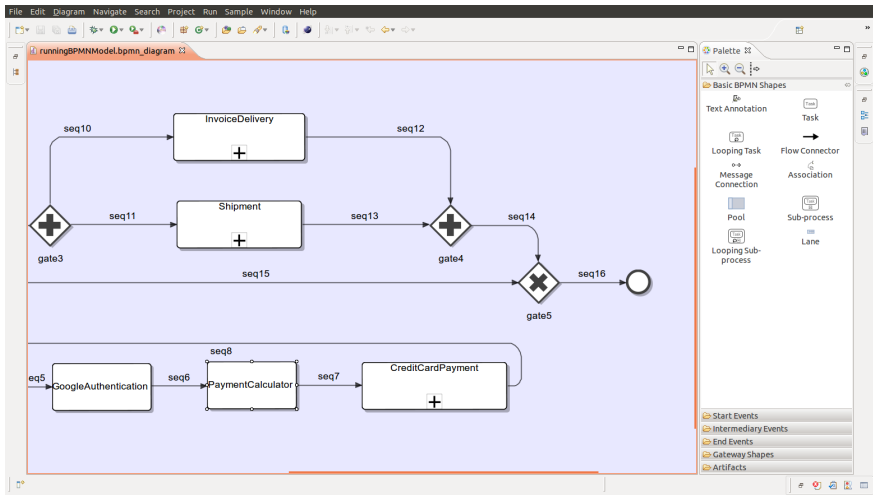 File Edit Diagram Navigate Search Project Run Sample Window Help
runningBPMNModel.bpmn_diagram
Palette
Basic BPMN Shapes
Text Annotation
Task
Task
Looping Task
Flow Connector
Message Connection
Association
Pool
Sub-process
Looping Sub-process
Lane
Start Events
Intermediary Events
End Events
Gateway Shapes
Artifacts
InvoiceDelivery
seq10
seq12
Shipment
seq11
seq13
seq14
gate3
gate4
seq15
seq16
gate5
seq8
CreditCardPayment
eq5
GoogleAuthentication
seq6
PaymentCalculator
seq7